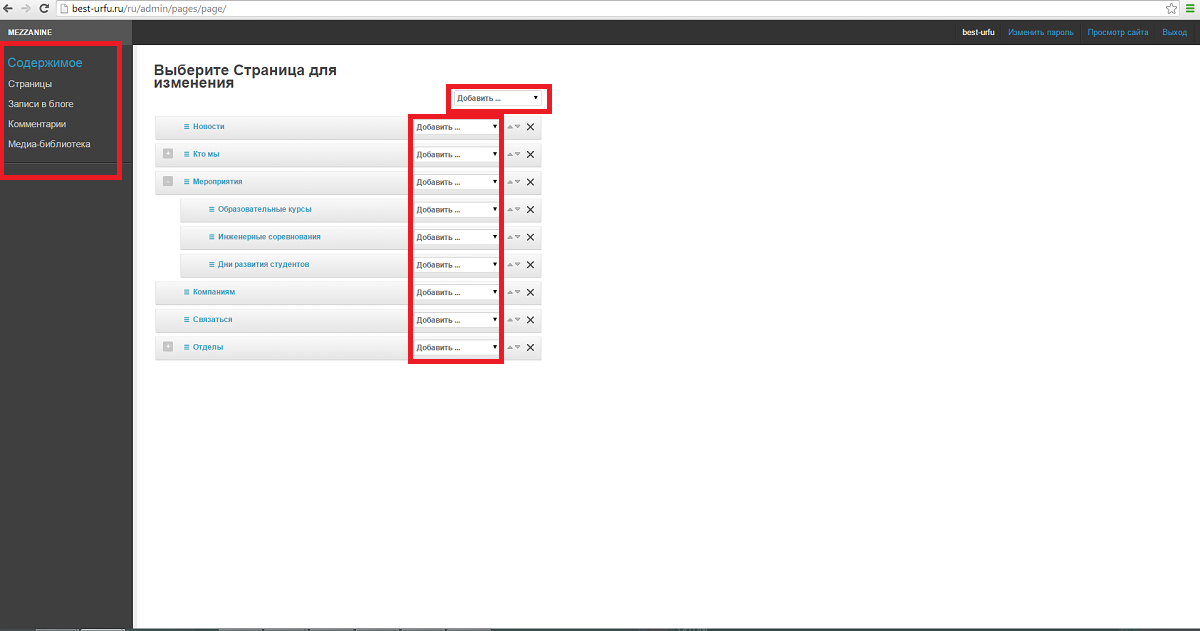 best-urfu.ru/ru/admin/pages/page/
MEZZANINE
best-urfu Изменить пароль Просмотр сайта Выход
Содержимое
Страницы
Записи в блоге
Комментарии
Медиа-библиотека
Выберите Страница для
изменения
Добавить ...
Новости Добавить ...
Кто мы Добавить ...
Мероприятия Добавить ...
Образовательные курсы Добавить ...
Инженерные соревнования Добавить ...
Дни развития студентов Добавить ...
Компаниям Добавить ...
Связаться Добавить ...
Отделы Добавить ...